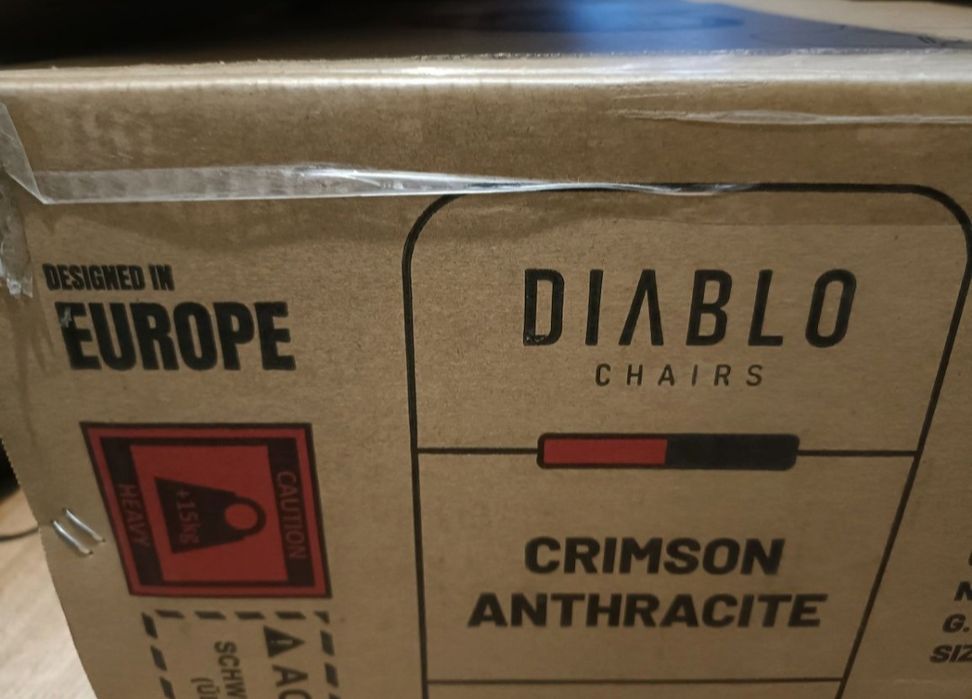 DESIGNED IN
EUROPE
DIABLO
CHAIRS
CAUTION
+15kg
HEAVY
CRIMSON
ANTHRACITE
G.